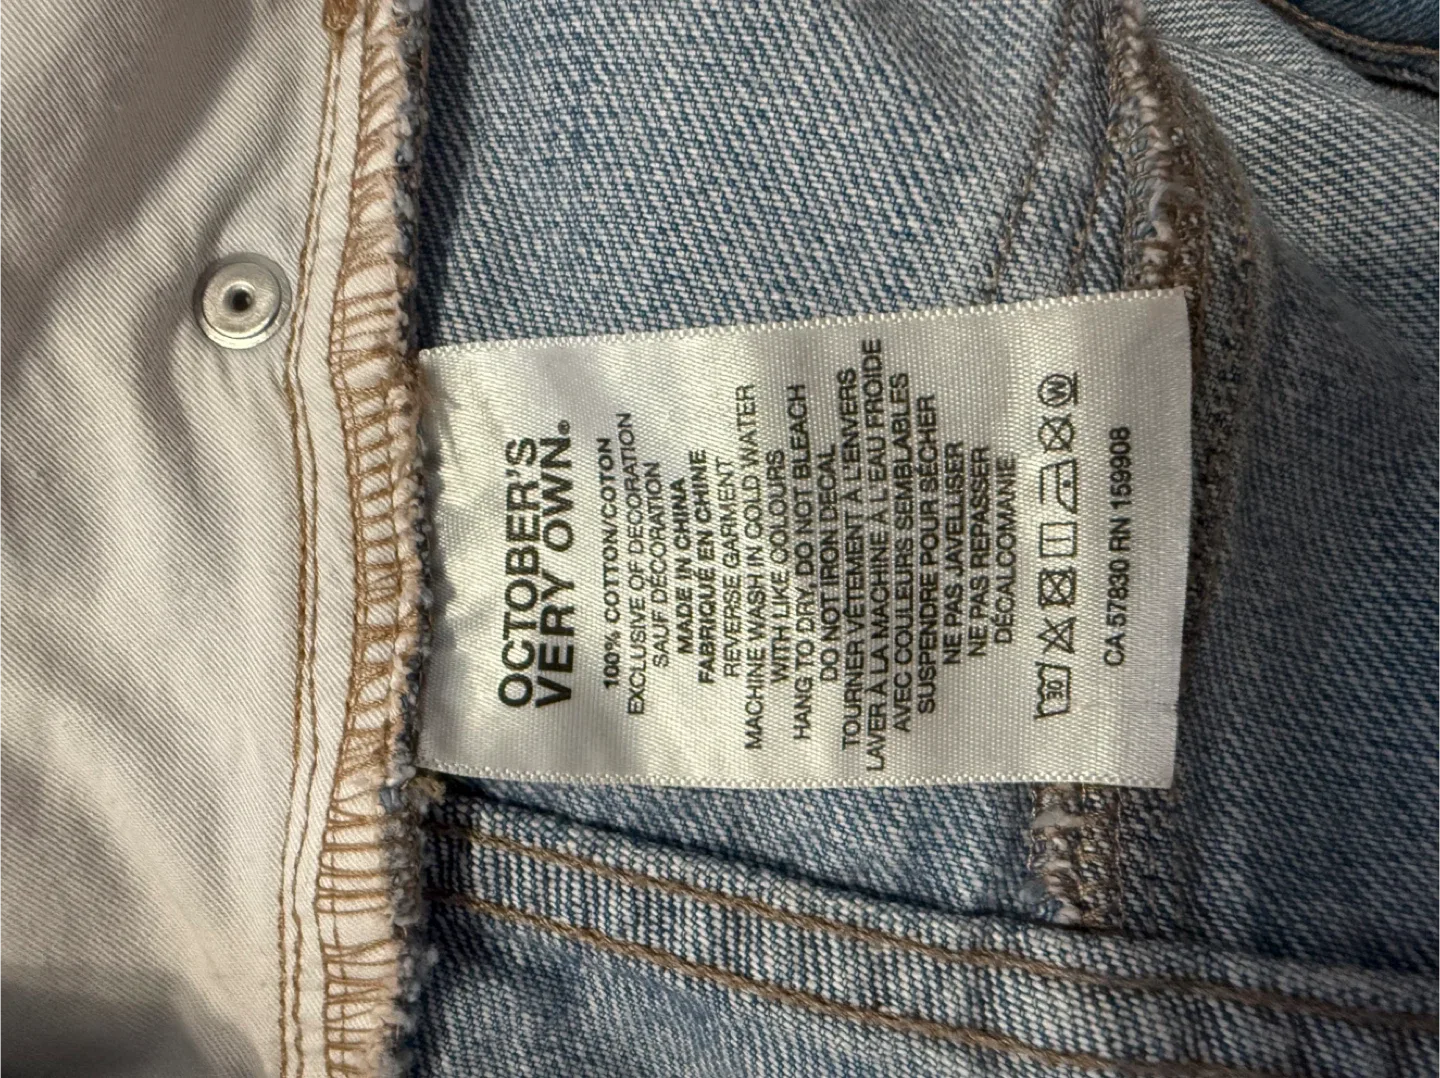 OCTOBER'S
VERY OWN®
100% COTTON/COTON
EXCLUSIVE OF DECORATION
SAUF DÉCORATION
MADE IN CHINA
FABRIQUÉ EN CHINE
REVERSE GARMENT
MACHINE WASH IN COLD WATER
WITH LIKE COLOURS
HANG TO DRY, DO NOT BLEACH
DO NOT IRON DECAL
TOURNER VÊTEMENT À L'ENVERS
LAVER À LA MACHINE À L'EAU FROIDE
AVEC COULEURS SEMBLABLES
SUSPENDRE POUR SÉCHER
NE PAS JAVELLISER
NE PAS REPASSER
DÉCALCOMANIE
30 W
CA 57830 RN 159908